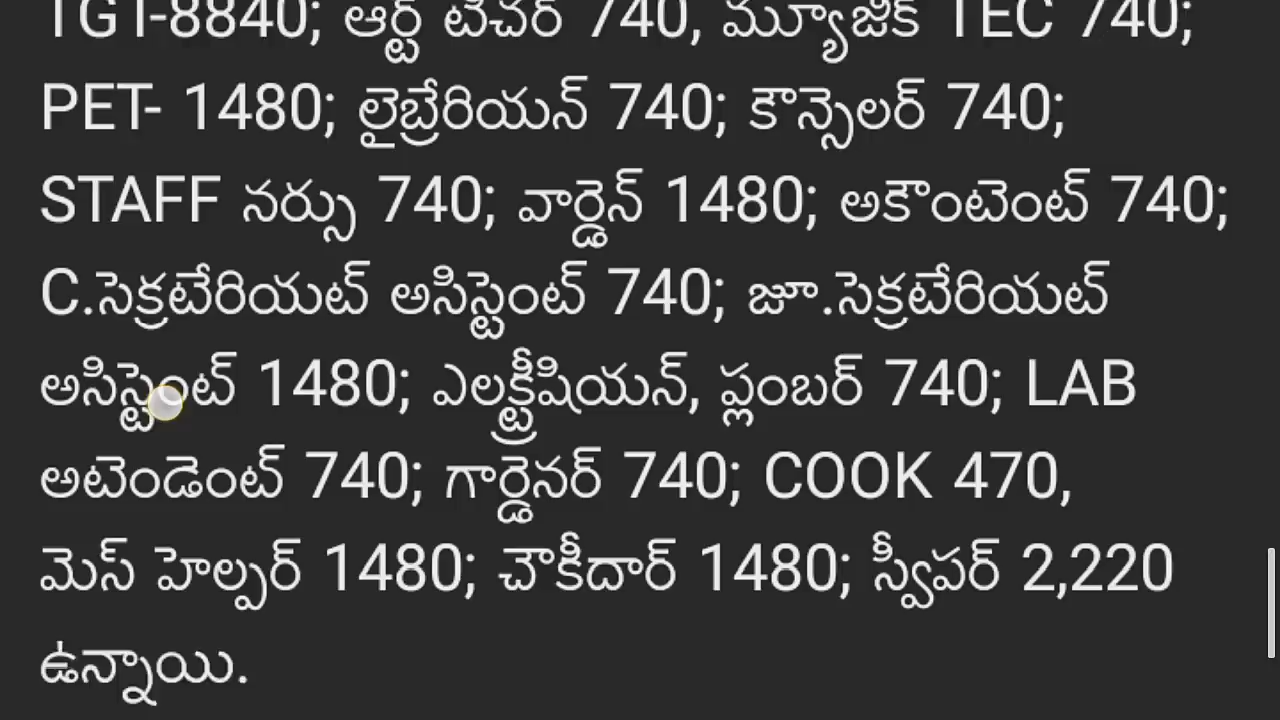 TGT-8840; ఆర్ట్ టీచర్ 740, మ్యూజిక్ TEC 740;
PET- 1480; లైబ్రేరియన్ 740; కౌన్సెలర్ 740;
STAFF నర్సు 740; వార్డెన్ 1480; అకౌంటెంట్ 740;
C.సెక్రటేరియట్ అసిస్టెంట్ 740; జూ.సెక్రటేరియట్
అసిస్టెంట్ 1480; ఎలక్ట్రీషియన్, ప్లంబర్ 740; LAB
అటెండెంట్ 740; గార్డెనర్ 740; COOK 470,
మెస్ హెల్పర్ 1480; చౌకీదార్ 1480; స్వీపర్ 2,220
ఉన్నాయి.